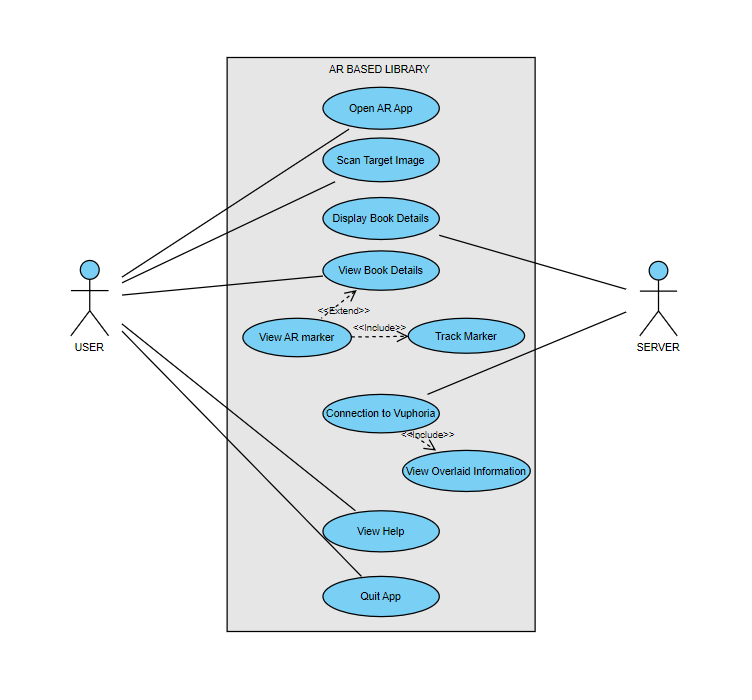 AR BASED LIBRARY
Open AR App
Scan Target Image
Display Book Details
View Book Details
<<Extend>>
<<Include>>
View AR marker
Track Marker
USER
SERVER
Connection to Vuphoria
<<Include>>
View Overlaid Information
View Help
Quit App